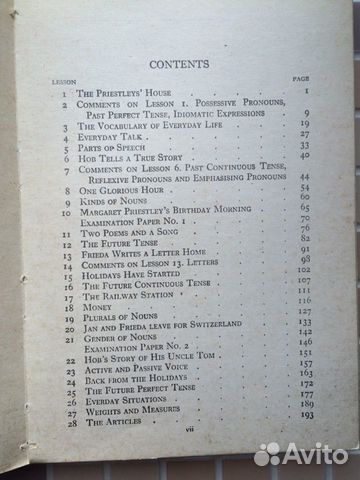 CONTENTS
LESSON PAGE
1 The Priestleys' House . . . . 1
2 Comments on Lesson 1. Possessive Pronouns,
Past Perfect Tense, Idiomatic Expressions . 9
3 The Vocabulary of Everyday Life . . 19
4 Everyday Talk . . . . 27
5 Parts of Speech . . . . 33
6 Hob Tells a True Story . . . 40
7 Comments on Lesson 6. Past Continuous Tense,
Reflexive Pronouns and Emphasising Pronouns 44
8 One Glorious Hour . . . . 54
9 Kinds of Nouns . . . . 60
10 Margaret Priestley's Birthday Morning . 65
Examination Paper No. 1 . . . 70
11 Two Poems and a Song . . . 76
12 The Future Tense . . . . 82
13 Frieda Writes a Letter Home . . 91
14 Comments on Lesson 13. Letters . . 98
15 Holidays Have Started . . . 102
16 The Future Continuous Tense . . 107
17 The Railway Station . . . 111
18 Money . . . . . 116
19 Plurals of Nouns . . . . 127
20 Jan and Frieda leave for Switzerland . 133
21 Gender of Nouns . . . . 142
Examination Paper No. 2 . . . 146
22 Hob's Story of His Uncle Tom . . 151
23 Active and Passive Voice . . . 157
24 Back from the Holidays . . . 163
25 The Future Perfect Tense . . . 172
26 Everday Situations . . . . 177
27 Weights and Measures . . . 189
28 The Articles . . . . 193
vii
Avito